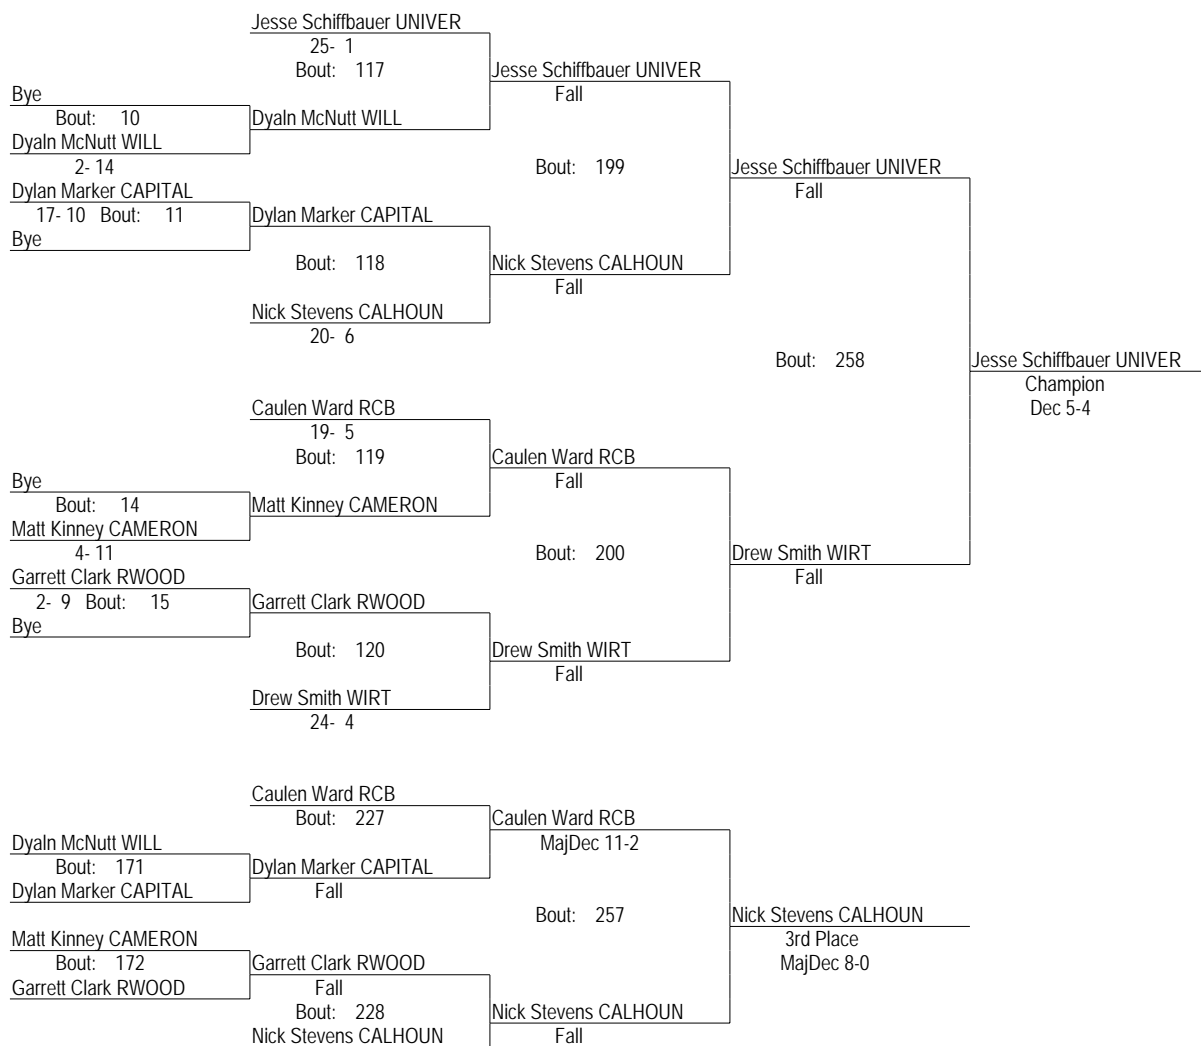 Jesse Schiffbauer UNIVER
25- 1
Bout: 117
Jesse Schiffbauer UNIVER
Fall
Bye
Bout: 10
Dyaln McNutt WILL
Dyaln McNutt WILL
2- 14
Bout: 199
Jesse Schiffbauer UNIVER
Fall
Dylan Marker CAPITAL
17- 10 Bout: 11
Dylan Marker CAPITAL
Bye
Bout: 118
Nick Stevens CALHOUN
Fall
Nick Stevens CALHOUN
20- 6
Bout: 258
Jesse Schiffbauer UNIVER
Champion
Dec 5-4
Caulen Ward RCB
19- 5
Bout: 119
Caulen Ward RCB
Fall
Bye
Bout: 14
Matt Kinney CAMERON
Matt Kinney CAMERON
4- 11
Bout: 200
Drew Smith WIRT
Fall
Garrett Clark RWOOD
2- 9 Bout: 15
Garrett Clark RWOOD
Bye
Bout: 120
Drew Smith WIRT
Fall
Drew Smith WIRT
24- 4
Caulen Ward RCB
Bout: 227
Caulen Ward RCB
MajDec 11-2
Dyaln McNutt WILL
Bout: 171
Dylan Marker CAPITAL
Dylan Marker CAPITAL
Fall
Bout: 257
Nick Stevens CALHOUN
3rd Place
MajDec 8-0
Matt Kinney CAMERON
Bout: 172
Garrett Clark RWOOD
Garrett Clark RWOOD
Fall
Bout: 228
Nick Stevens CALHOUN
Fall
Nick Stevens CALHOUN